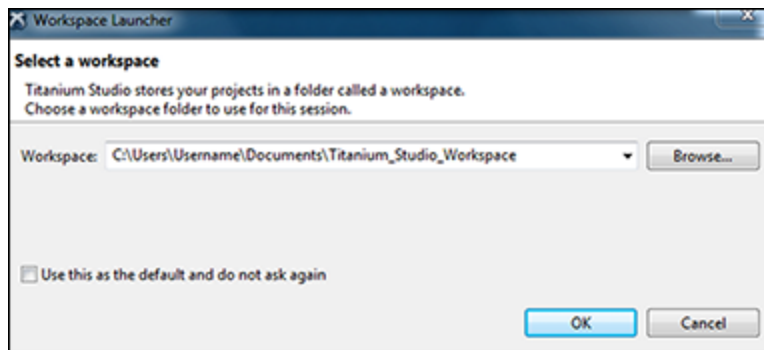 Workspace Launcher
Select a workspace
Titanium Studio stores your projects in a folder called a workspace.
Choose a workspace folder to use for this session.
Workspace: C:\Users\Username\Documents\Titanium_Studio_Workspace Browse...
Use this as the default and do not ask again
OK Cancel